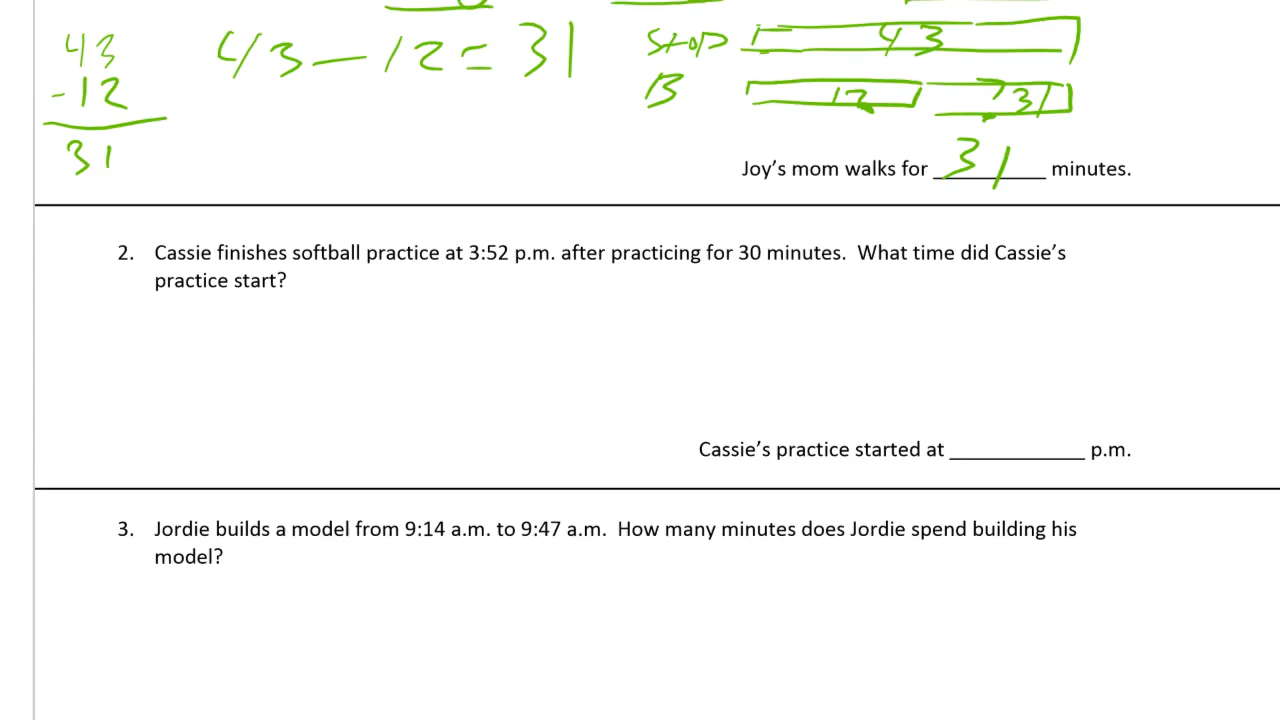 43
-12
31
43 - 12 = 31
Stop 43
B 12 ?31
Joy's mom walks for 31 minutes.
2. Cassie finishes softball practice at 3:52 p.m. after practicing for 30 minutes. What time did Cassie's
practice start?
Cassie's practice started at ____________ p.m.
3. Jordie builds a model from 9:14 a.m. to 9:47 a.m. How many minutes does Jordie spend building his
model?